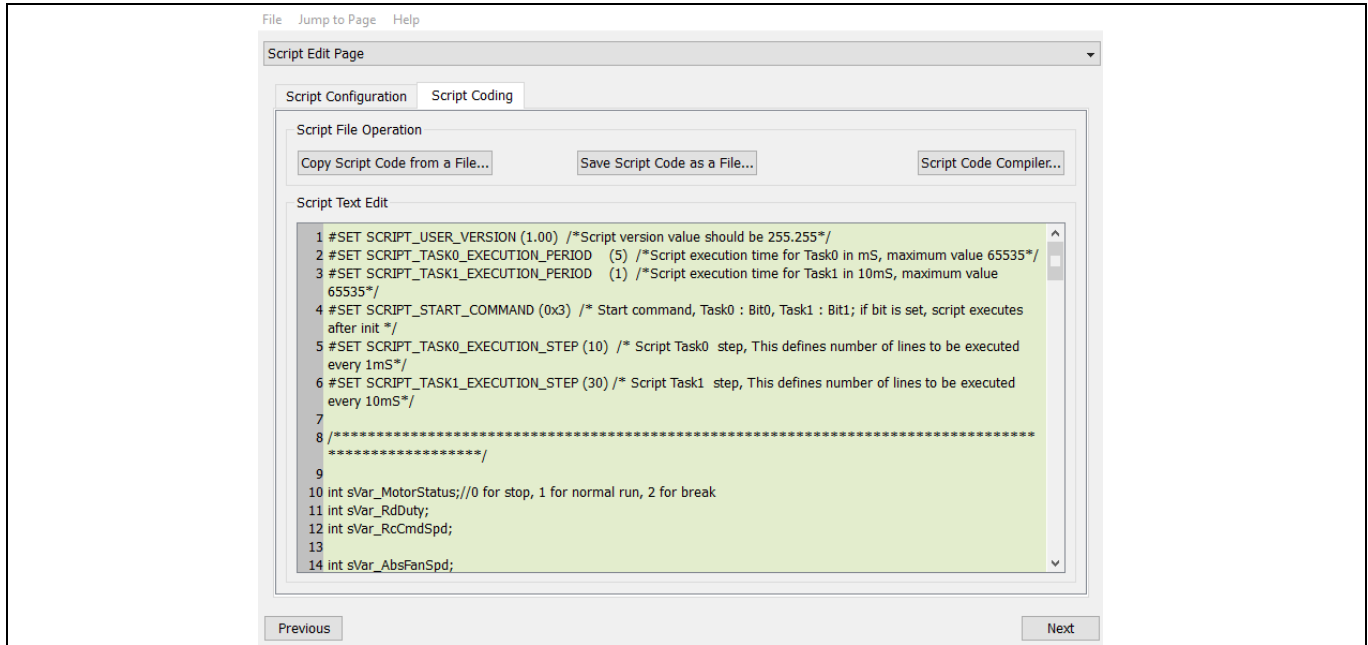 File Jump to Page Help
Script Edit Page
Script Configuration Script Coding
Script File Operation
Copy Script Code from a File... Save Script Code as a File... Script Code Compiler...
Script Text Edit
1 #SET SCRIPT_USER_VERSION (1.00) /*Script version value should be 255.255*/
2 #SET SCRIPT_TASK0_EXECUTION_PERIOD (5) /*Script execution time for Task0 in mS, maximum value 65535*/
3 #SET SCRIPT_TASK1_EXECUTION_PERIOD (1) /*Script execution time for Task1 in 10mS, maximum value
65535*/
4 #SET SCRIPT_START_COMMAND (0x3) /* Start command, Task0 : Bit0, Task1 : Bit1; if bit is set, script executes
after init */
5 #SET SCRIPT_TASK0_EXECUTION_STEP (10) /* Script Task0 step, This defines number of lines to be executed
every 1mS*/
6 #SET SCRIPT_TASK1_EXECUTION_STEP (30) /* Script Task1 step, This defines number of lines to be executed
every 10mS*/
7
8 /**********************************************************************************
******************/
9
10 int sVar_MotorStatus;//0 for stop, 1 for normal run, 2 for break
11 int sVar_RdDuty;
12 int sVar_RcCmdSpd;
13
14 int sVar_AbsFanSpd;
Previous Next